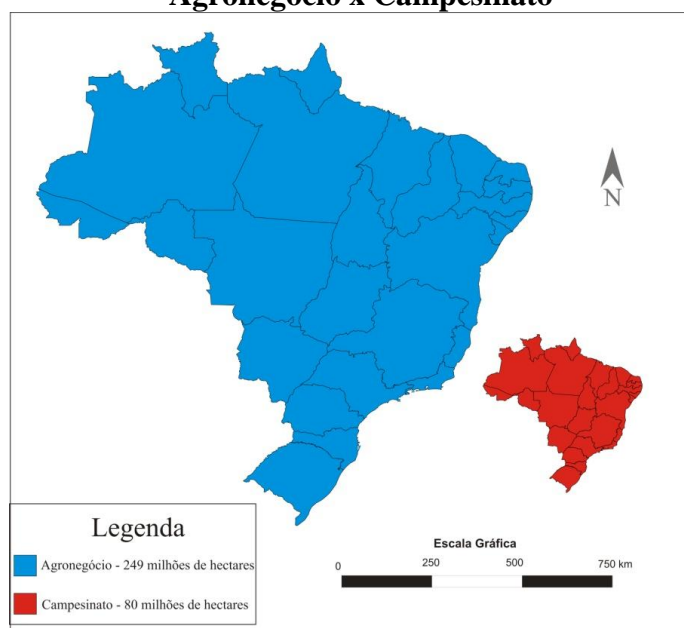 Agronegócio x Campesinato
N
Legenda
Agronegócio - 249 milhões de hectares
Campesinato - 80 milhões de hectares
Escala Gráfica
0 250 500 750 km